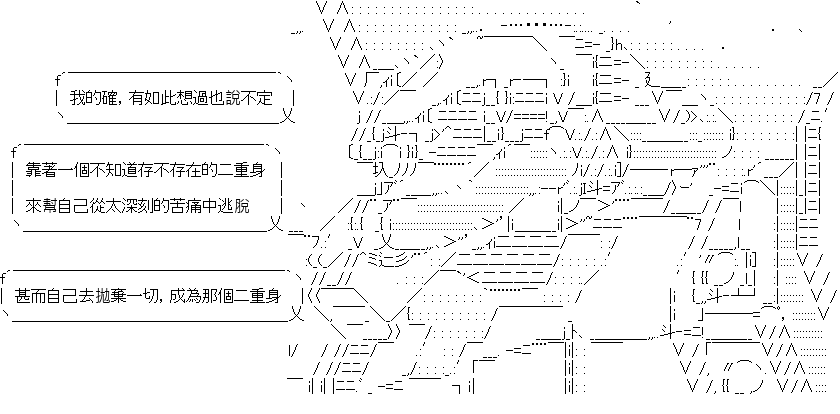 我的確，有如此想過也說不定
靠著一個不知道存不存在的二重身
來幫自己從太深刻的苦痛中逃脫
甚而自己去拋棄一切，成為那個二重身